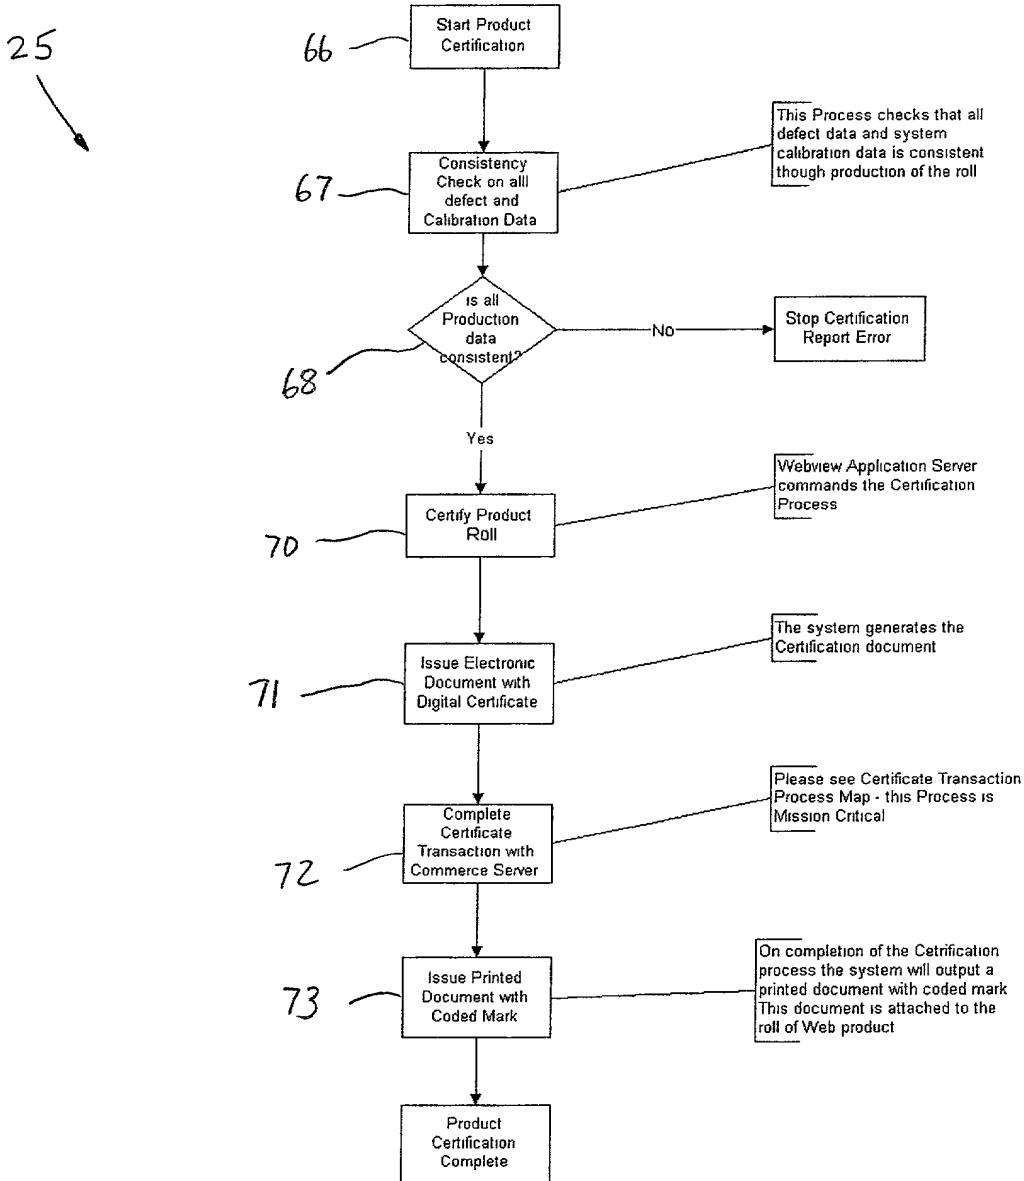 25
66
Start Product
Certification
This Process checks that all
defect data and system
calibration data is consistent
though production of the roll
67
Consistency
Check on alll
defect and
Calibration Data
68
is all
Production
data
consistent?
No
Stop Certification
Report Error
Yes
70
Certify Product
Roll
Webview Application Server
commands the Certification
Process
71
Issue Electronic
Document with
Digital Certificate
The system generates the
Certification document
72
Complete
Certificate
Transaction with
Commerce Server
Please see Certificate Transaction
Process Map - this Process is
Mission Critical
73
Issue Printed
Document with
Coded Mark
On completion of the Cetrification
process the system will output a
printed document with coded mark
This document is attached to the
roll of Web product
Product
Certification
Complete